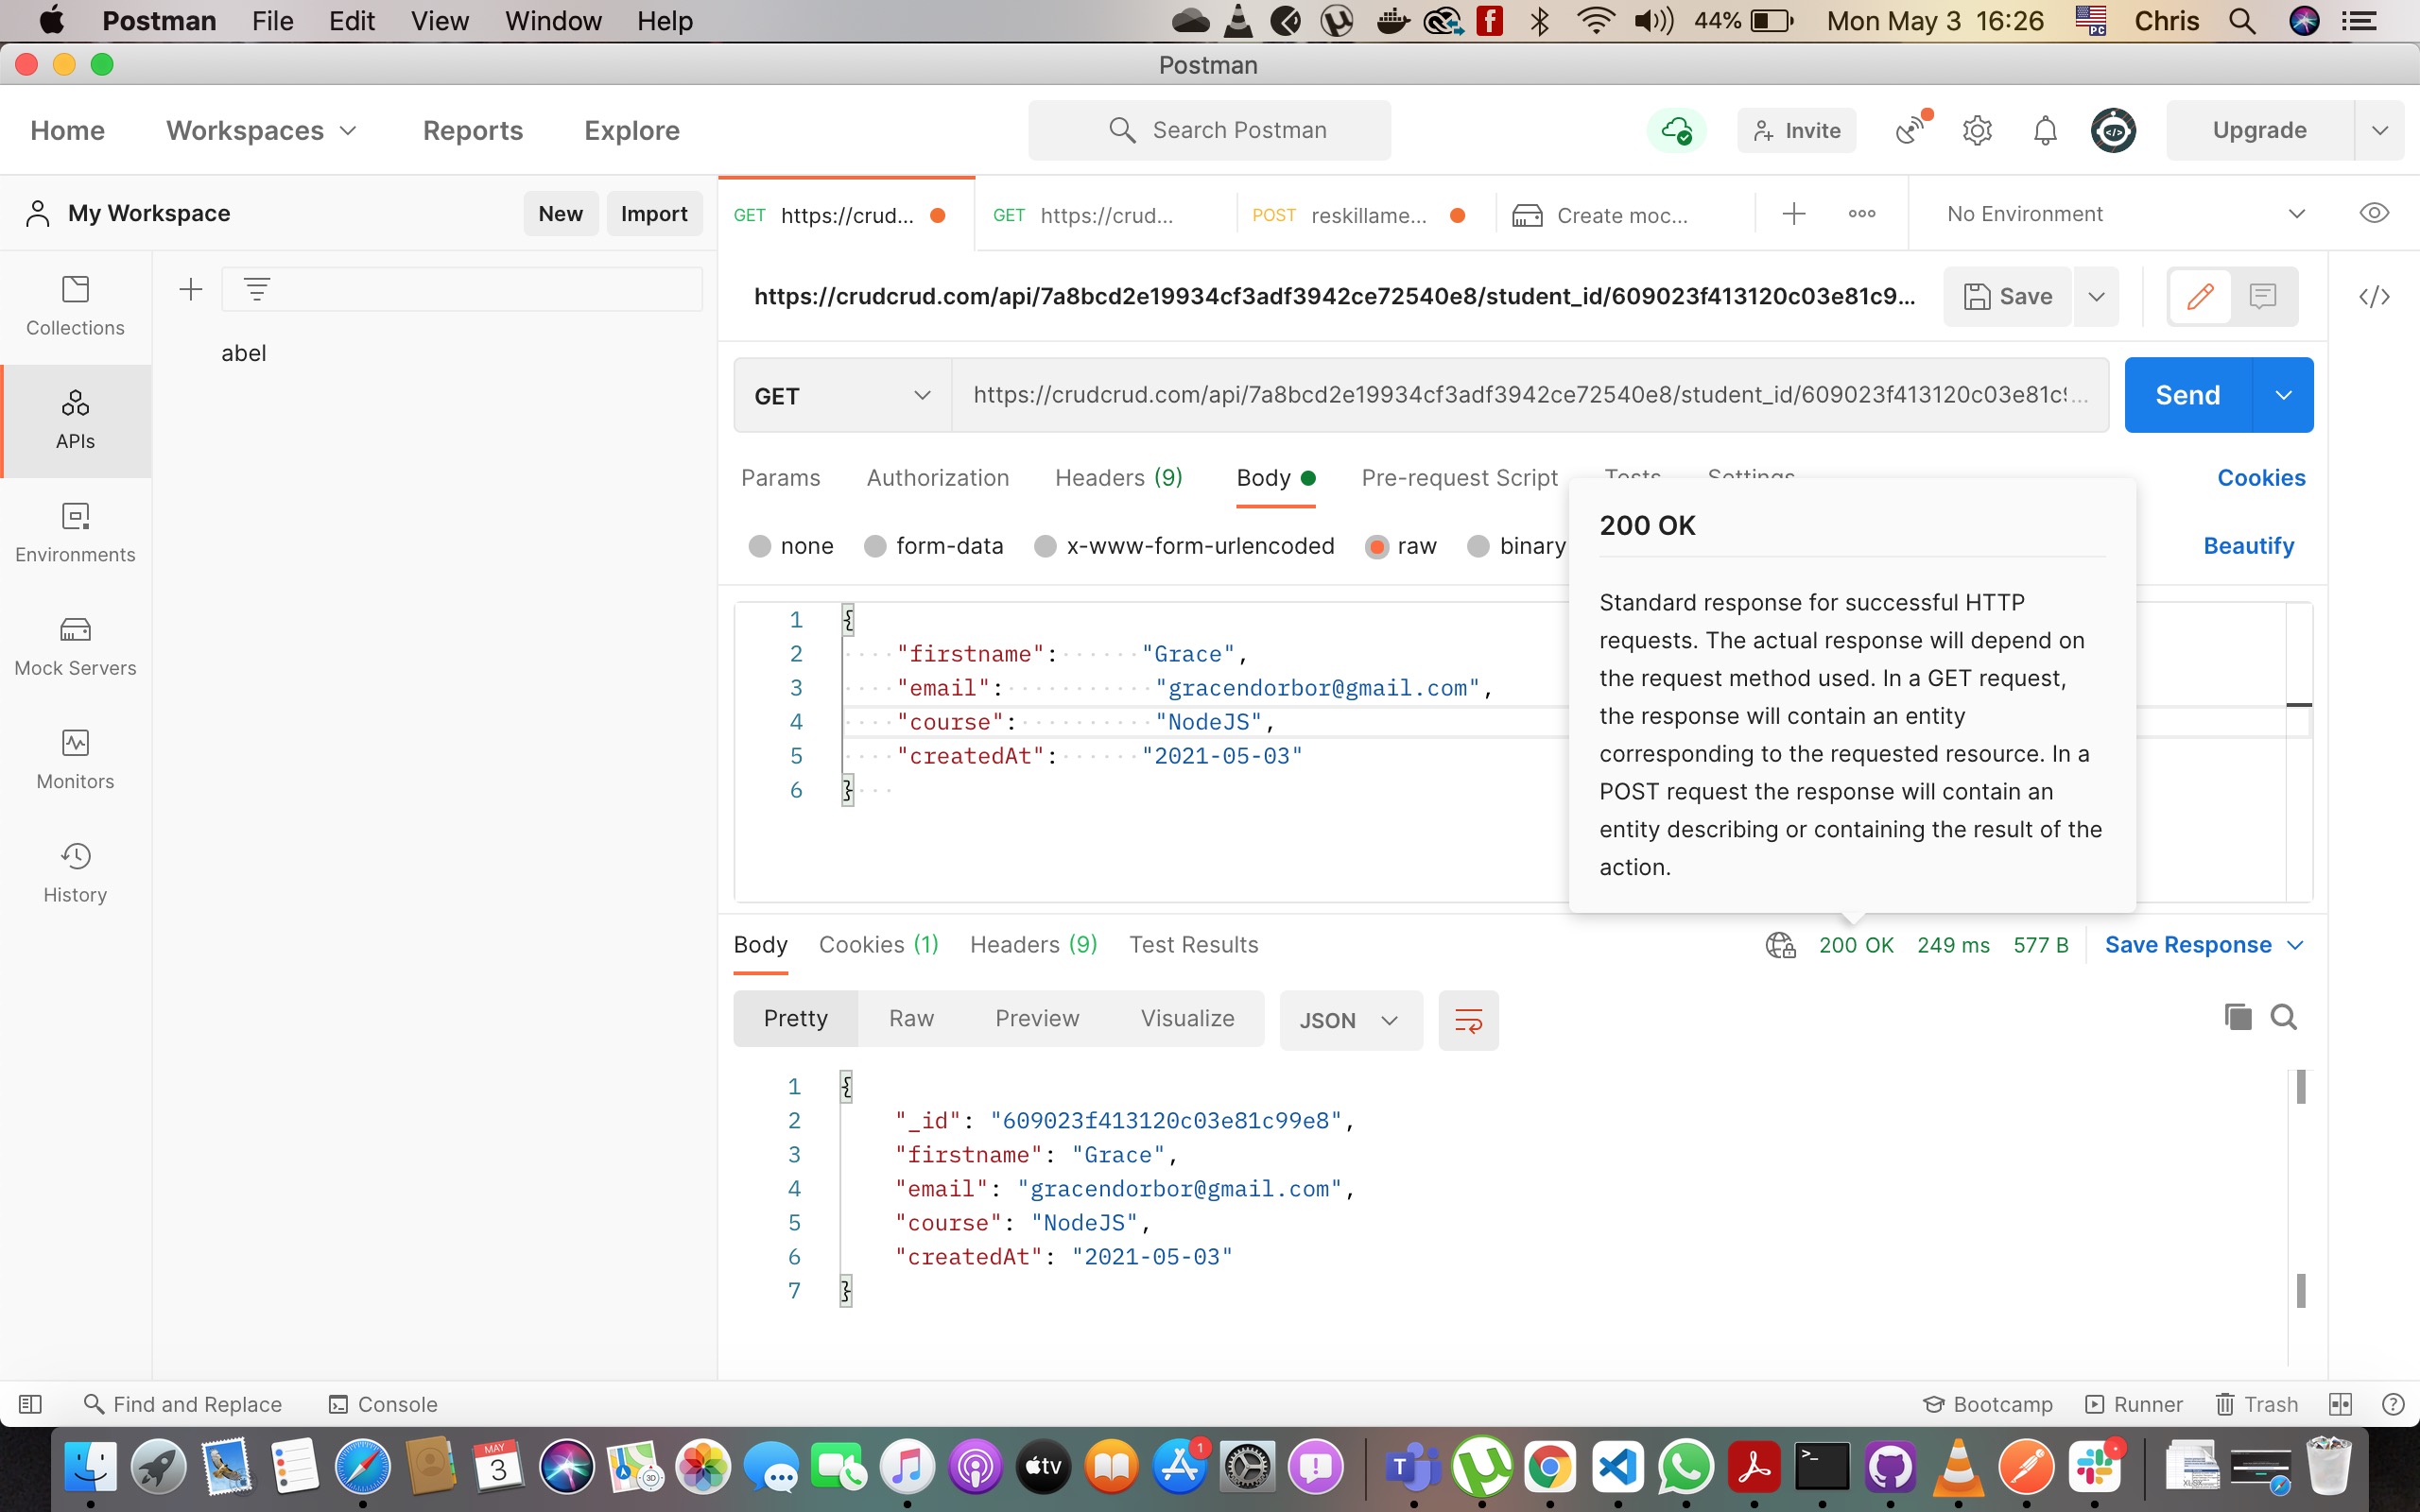 Postman File Edit View Window Help 44% Mon May 3 16:26 Chris
Postman
Home Workspaces Reports Explore Search Postman Invite Upgrade
My Workspace New Import GET https://crud... GET https://crud... POST reskillame... Create moc... No Environment
https://crudcrud.com/api/7a8bcd2e19934cf3adf3942ce72540e8/student_id/609023f413120c03e81c9... Save
Collections
abel
GET https://crudcrud.com/api/7a8bcd2e19934cf3adf3942ce72540e8/student_id/609023f413120c03e81c9... Send
APIs
Params Authorization Headers (9) Body Pre-request Script Tests Settings Cookies
none form-data x-www-form-urlencoded raw binary Beautify
Environments
Mock Servers
Monitors
History
1 {
2 "firstname": "Grace",
3 "email": "gracendorbor@gmail.com",
4 "course": "NodeJS",
5 "createdAt": "2021-05-03"
6 }
200 OK
Standard response for successful HTTP
requests. The actual response will depend on
the request method used. In a GET request,
the response will contain an entity
corresponding to the requested resource. In a
POST request the response will contain an
entity describing or containing the result of the
action.
Body Cookies (1) Headers (9) Test Results 200 OK 249 ms 577 B Save Response
Pretty Raw Preview Visualize JSON
1 {
2 "_id": "609023f413120c03e81c99e8",
3 "firstname": "Grace",
4 "email": "gracendorbor@gmail.com",
5 "course": "NodeJS",
6 "createdAt": "2021-05-03"
7 }
Find and Replace Console Bootcamp Runner Trash
MAY
3
tv
1